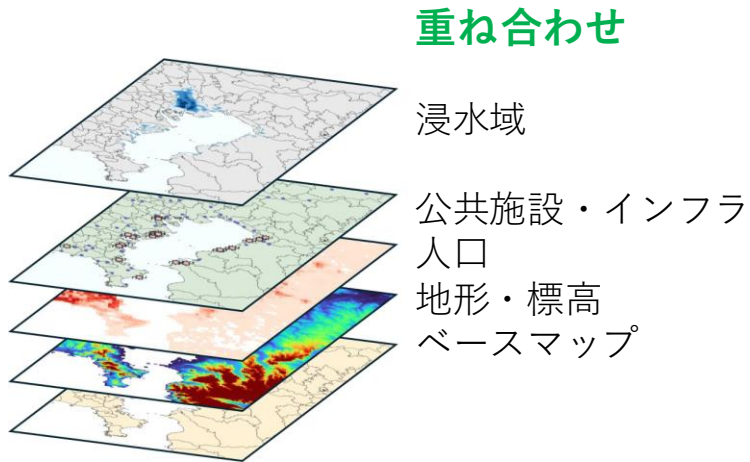 重ね合わせ
浸水域
公共施設・インフラ
人口
地形・標高
ベースマップ